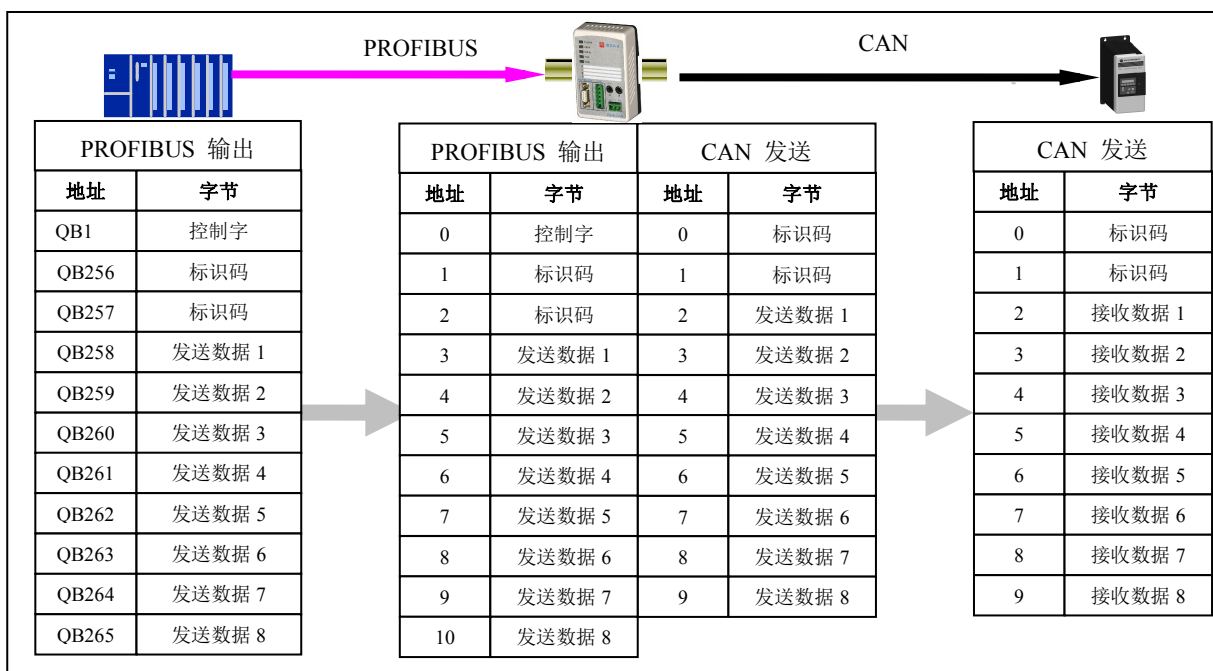 PROFIBUS
CAN
PROFIBUS 输出
地址 字节
QB1 控制字
QB256 标识码
QB257 标识码
QB258 发送数据 1
QB259 发送数据 2
QB260 发送数据 3
QB261 发送数据 4
QB262 发送数据 5
QB263 发送数据 6
QB264 发送数据 7
QB265 发送数据 8
PROFIBUS 输出 CAN 发送
地址 字节 地址 字节
0 控制字 0 标识码
1 标识码 1 标识码
2 标识码 2 发送数据 1
3 发送数据 1 3 发送数据 2
4 发送数据 2 4 发送数据 3
5 发送数据 3 5 发送数据 4
6 发送数据 4 6 发送数据 5
7 发送数据 5 7 发送数据 6
8 发送数据 6 8 发送数据 7
9 发送数据 7 9 发送数据 8
10 发送数据 8
CAN 发送
地址 字节
0 标识码
1 标识码
2 接收数据 1
3 接收数据 2
4 接收数据 3
5 接收数据 4
6 接收数据 5
7 接收数据 6
8 接收数据 7
9 接收数据 8